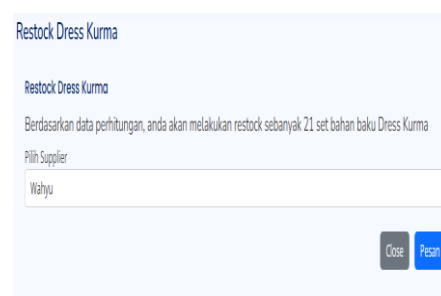 Restock Dress Kurma
Restock Dress Kurma
Berdasarkan data perhitungan, anda akan melakukan restock sebanyak 21 set bahan baku Dress Kurma
Pilih Supplier
Wahyu
Close Pesan